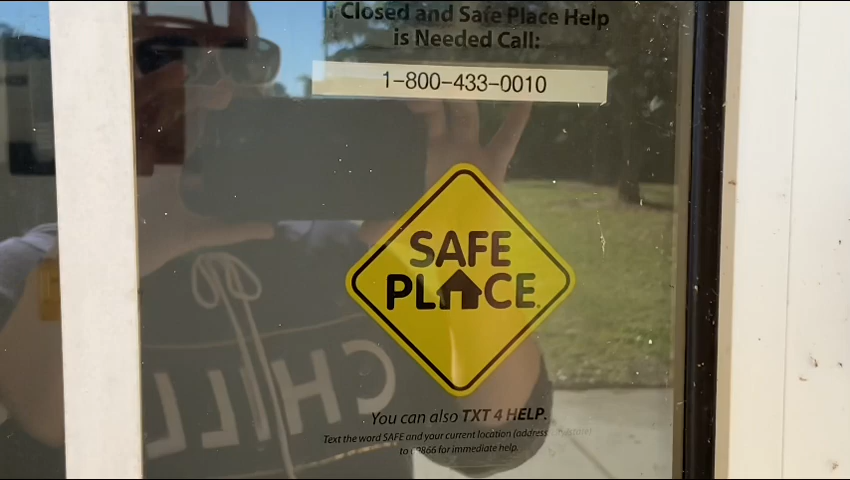 Closed and Safe Place Help
is Needed Call:
1-800-433-0010
SAFE
PLACE
You can also TXT 4 HELP.
Text the word SAFE and your current location (address
to 69866 for immediate help.
CHILL